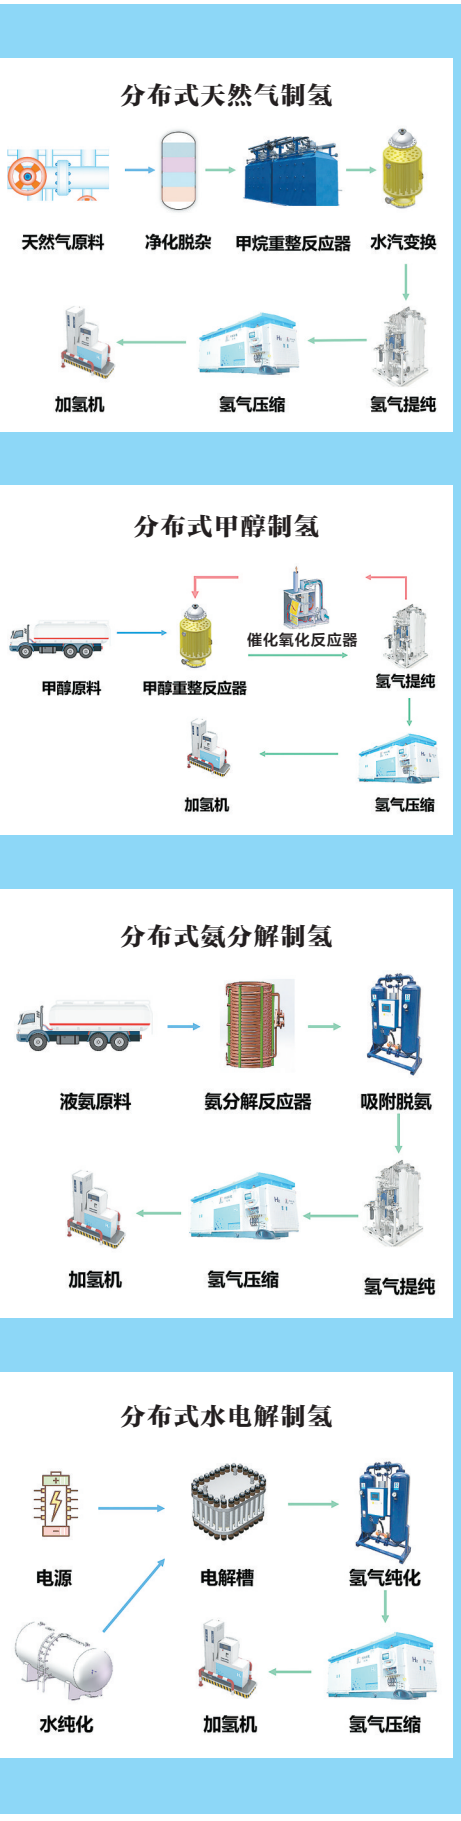 分布式天然气制氢
天然气原料 净化脱杂 甲烷重整反应器 水汽变换
加氢机 氢气压缩 氢气提纯
分布式甲醇制氢
催化氧化反应器
甲醇原料 甲醇重整反应器 氢气提纯
加氢机 氢气压缩
分布式氨分解制氢
液氨原料 氨分解反应器 吸附脱氨
加氢机 氢气压缩 氢气提纯
分布式水电解制氢
电源 电解槽 氢气纯化
水纯化 加氢机 氢气压缩